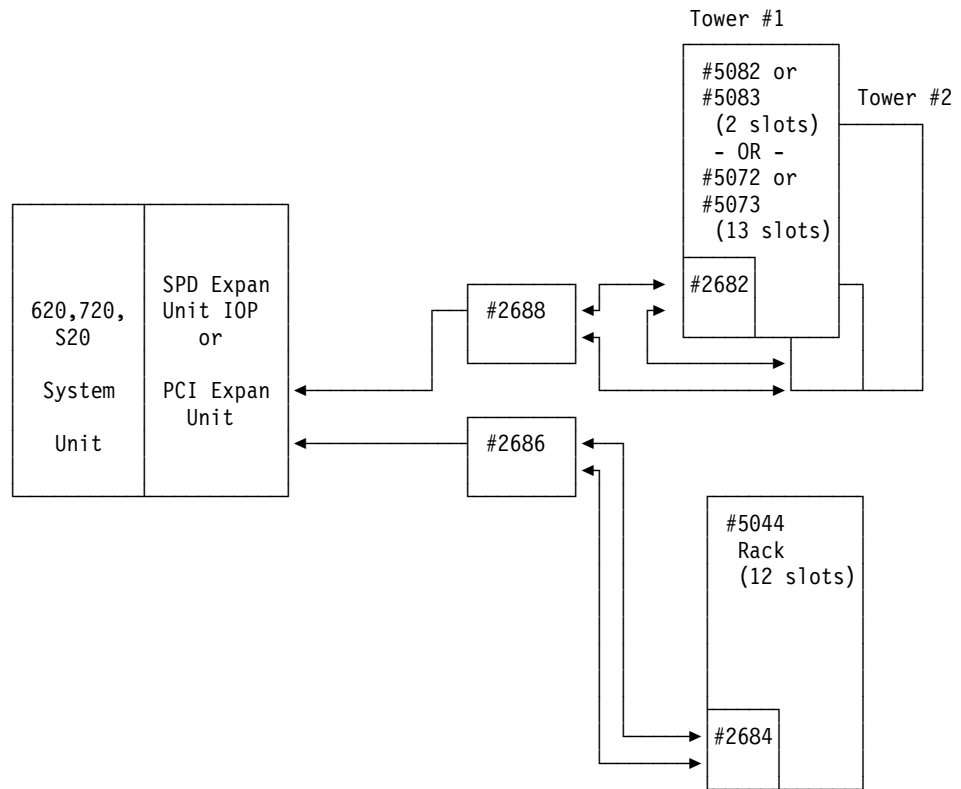 Tower #1
#5082 or
#5083
(2 slots)
- OR -
#5072 or
#5073
(13 slots)
Tower #2
#2682
620,720,
S20
System
Unit
SPD Expan
Unit IOP
or
PCI Expan
Unit
#2688
#2686
#5044
Rack
(12 slots)
#2684